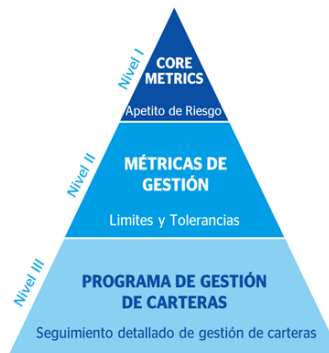 Nivel I
CORE
METRICS
Apetito de Riesgo
Nivel II
MÉTRICAS DE
GESTIÓN
Limites y Tolerancias
Nivel III
PROGRAMA DE GESTIÓN
DE CARTERAS
Seguimiento detallado de gestión de carteras